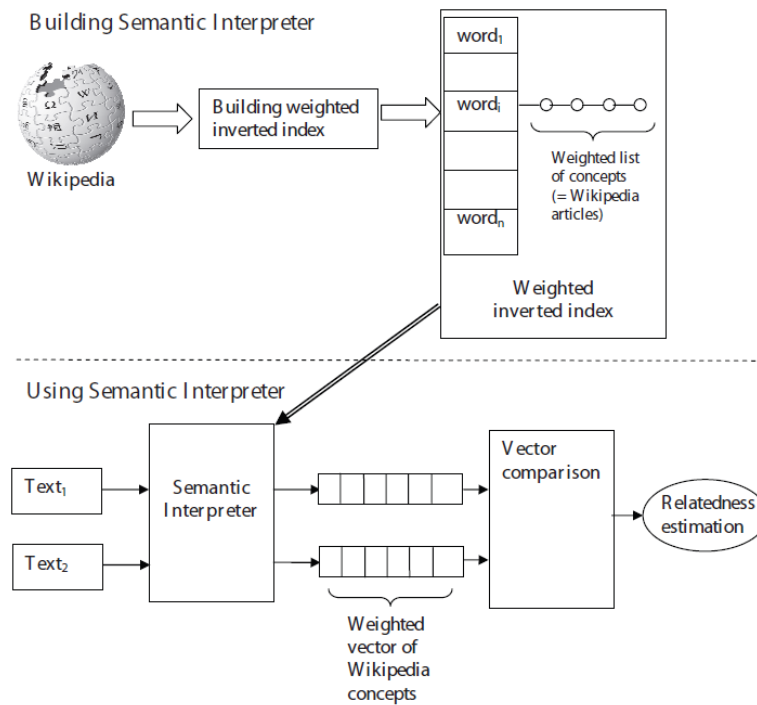 Building Semantic Interpreter
Wikipedia
Building weighted
inverted index
word₁
wordᵢ
wordₙ
Weighted list
of concepts
(= Wikipedia
articles)
Weighted
inverted index
Using Semantic Interpreter
Text₁
Text₂
Semantic
Interpreter
Weighted
vector of
Wikipedia
concepts
Vector
comparison
Relatedness
estimation